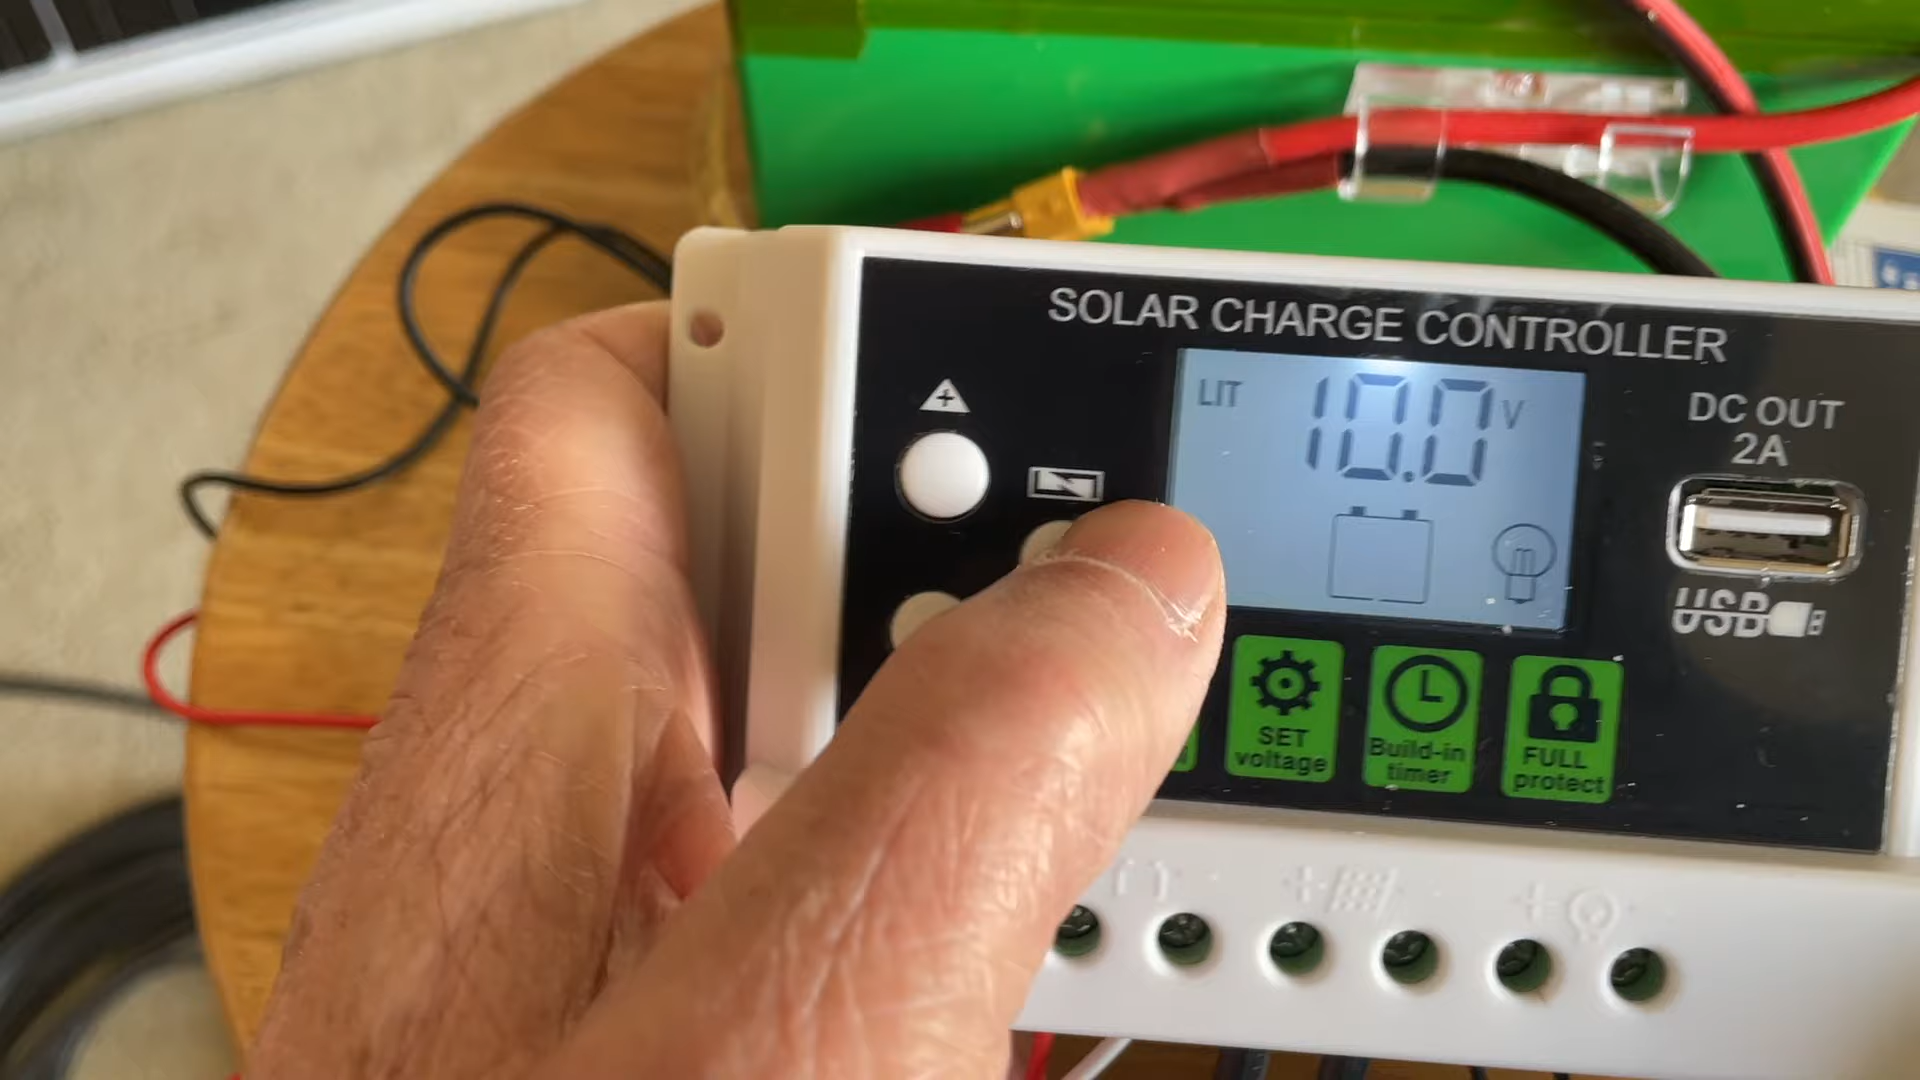 SOLAR CHARGE CONTROLLER
LIT 10.0 V
DC OUT
2A
USB
SET
voltage
Build-in
timer
FULL
protect